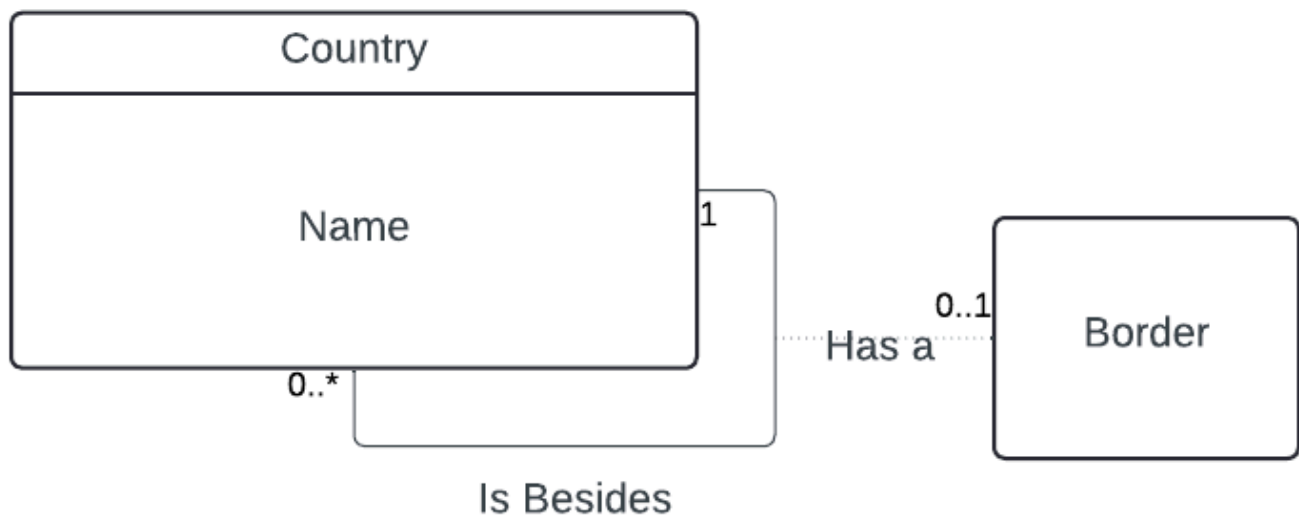 Country
Name
1
0..1
Has a
Border
0..*
Is Besides